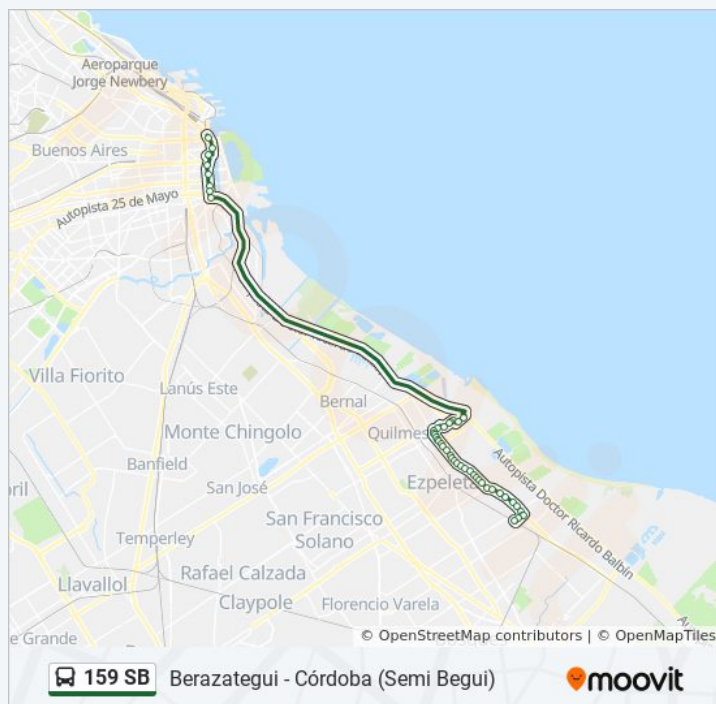 Aeroparque
Jorge Newbery
Buenos Aires
Autopista 25 de Mayo
Villa Fiorito
Lanús Este
Bernal
Monte Chingolo
Quilmes
Banfield
San José
Ezpeleta
Autopista Doctor Ricardo Balbín
San Francisco
Solano
Temperley
Rafael Calzada
Llavallol
Claypole
Florencio Varela
Grande
© OpenStreetMap contributors | © OpenMapTiles
159 SB
Berazategui - Córdoba (Semi Begui)
moovit